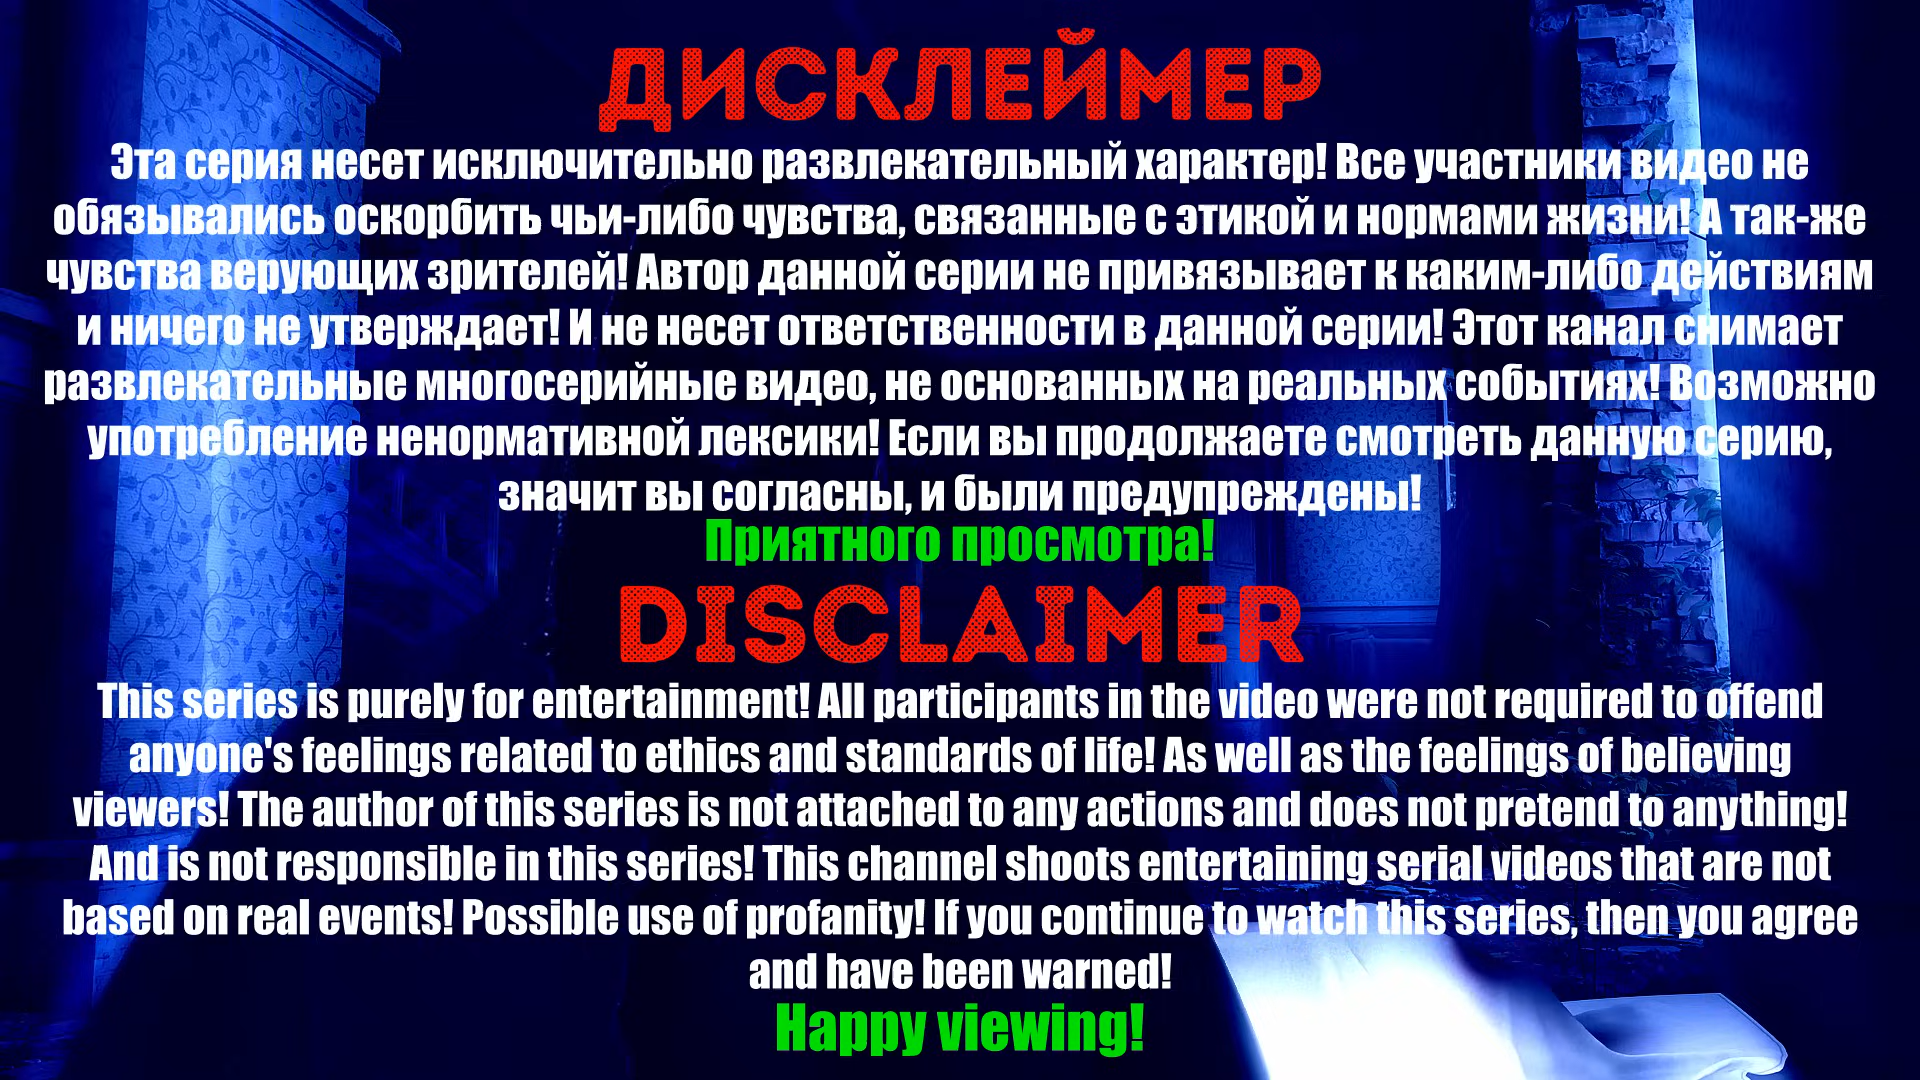 ДИСКЛЕЙМЕР
Эта серия несет исключительно развлекательный характер! Все участники видео не
обязывались оскорбить чьи-либо чувства, связанные с этикой и нормами жизни! А так-же
чувства верующих зрителей! Автор данной серии не привязывает к каким-либо действиям
и ничего не утверждает! И не несет ответственности в данной серии! Этот канал снимает
развлекательные многосерийные видео, не основанных на реальных событиях! Возможно
употребление ненормативной лексики! Если вы продолжаете смотреть данную серию,
значит вы согласны, и были предупреждены!
Приятного просмотра!
DISCLAIMER
This series is purely for entertainment! All participants in the video were not required to offend
anyone's feelings related to ethics and standards of life! As well as the feelings of believing
viewers! The author of this series is not attached to any actions and does not pretend to anything!
And is not responsible in this series! This channel shoots entertaining serial videos that are not
based on real events! Possible use of profanity! If you continue to watch this series, then you agree
and have been warned!
Happy viewing!